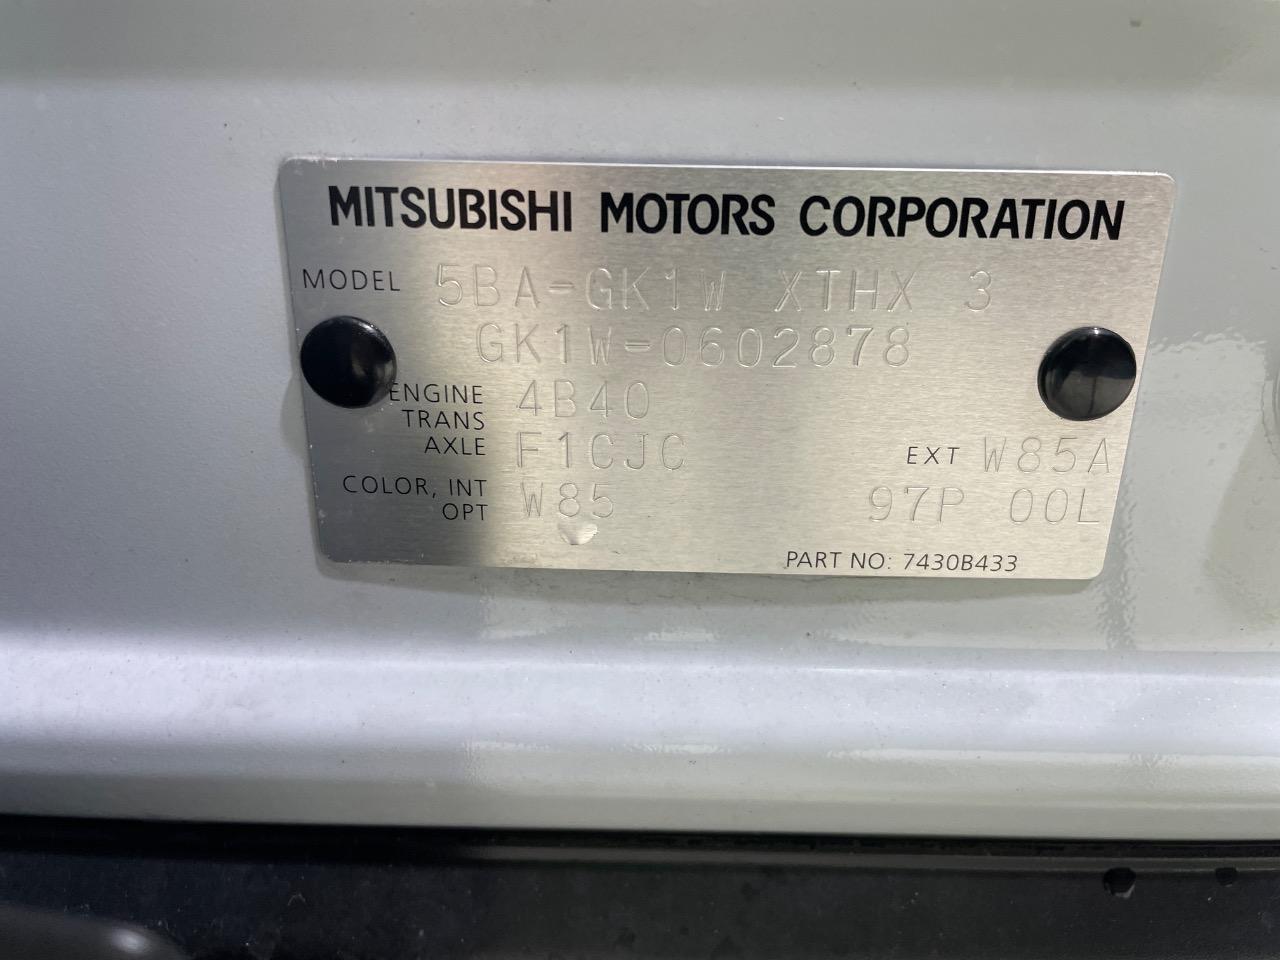 MITSUBISHI MOTORS CORPORATION
MODEL 5BA-GK1W XTHX 3
GK1W-0602878
ENGINE 4B40
TRANS
AXLE F1CJC EXT W85A
COLOR, INT
OPT W85 97P 00L
PART NO: 7430B433